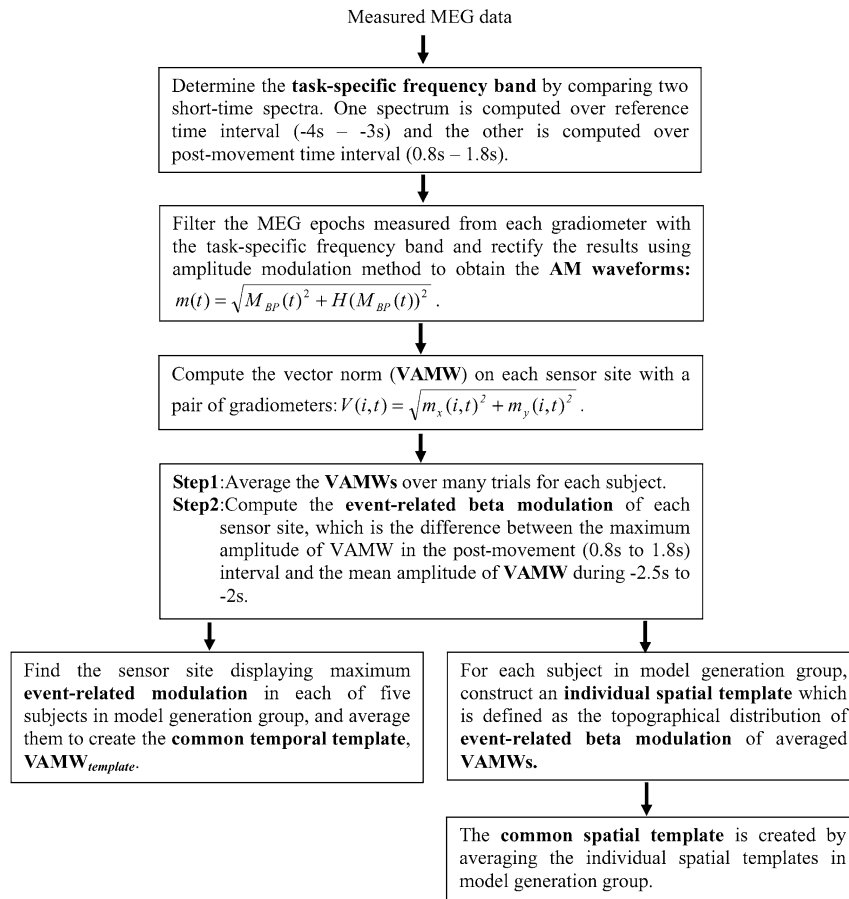 Measured MEG data
Determine the task-specific frequency band by comparing two
short-time spectra. One spectrum is computed over reference
time interval (-4s – -3s) and the other is computed over
post-movement time interval (0.8s – 1.8s).
Filter the MEG epochs measured from each gradiometer with
the task-specific frequency band and rectify the results using
amplitude modulation method to obtain the AM waveforms:
m(t) = √(M_BP(t)² + H(M_BP(t))²) .
Compute the vector norm (VAMW) on each sensor site with a
pair of gradiometers: V(i,t) = √(m_x(i,t)² + m_y(i,t)²) .
Step1:Average the VAMWs over many trials for each subject.
Step2:Compute the event-related beta modulation of each
sensor site, which is the difference between the maximum
amplitude of VAMW in the post-movement (0.8s to 1.8s)
interval and the mean amplitude of VAMW during -2.5s to
-2s.
Find the sensor site displaying maximum
event-related modulation in each of five
subjects in model generation group, and average
them to create the common temporal template,
VAMW_template.
For each subject in model generation group,
construct an individual spatial template which
is defined as the topographical distribution of
event-related beta modulation of averaged
VAMWs.
The common spatial template is created by
averaging the individual spatial templates in
model generation group.